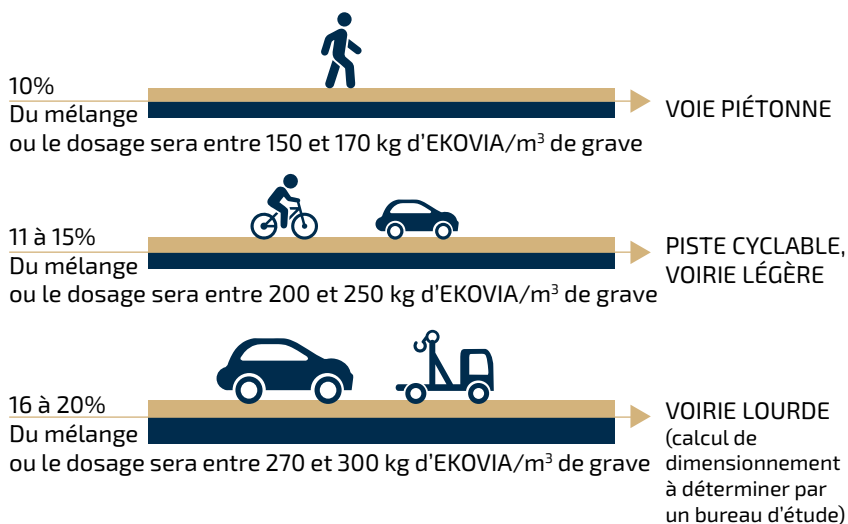 10%
Du mélange
ou le dosage sera entre 150 et 170 kg d’EKOVIA/m³ de grave
VOIE PIÉTONNE
11 à 15%
Du mélange
ou le dosage sera entre 200 et 250 kg d’EKOVIA/m³ de grave
PISTE CYCLABLE,
VOIRIE LÉGÈRE
16 à 20%
Du mélange
ou le dosage sera entre 270 et 300 kg d’EKOVIA/m³ de grave
VOIRIE LOURDE
(calcul de
dimensionnement
à déterminer par
un bureau d’étude)